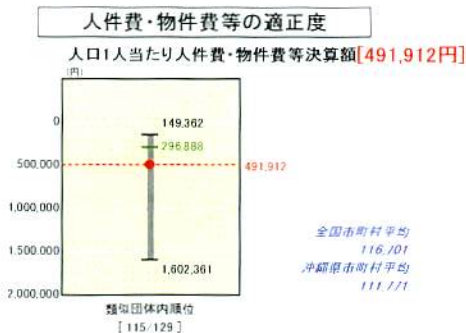 人件費・物件費等の適正度
人口1人当たり人件費・物件費等決算額[491,912円]
(円)
0
500,000
1,000,000
1,500,000
2,000,000
149,362
296,888
491,912
1,602,361
全国市町村平均
116,701
沖縄県市町村平均
111,771
類似団体内順位
[ 115/129 ]